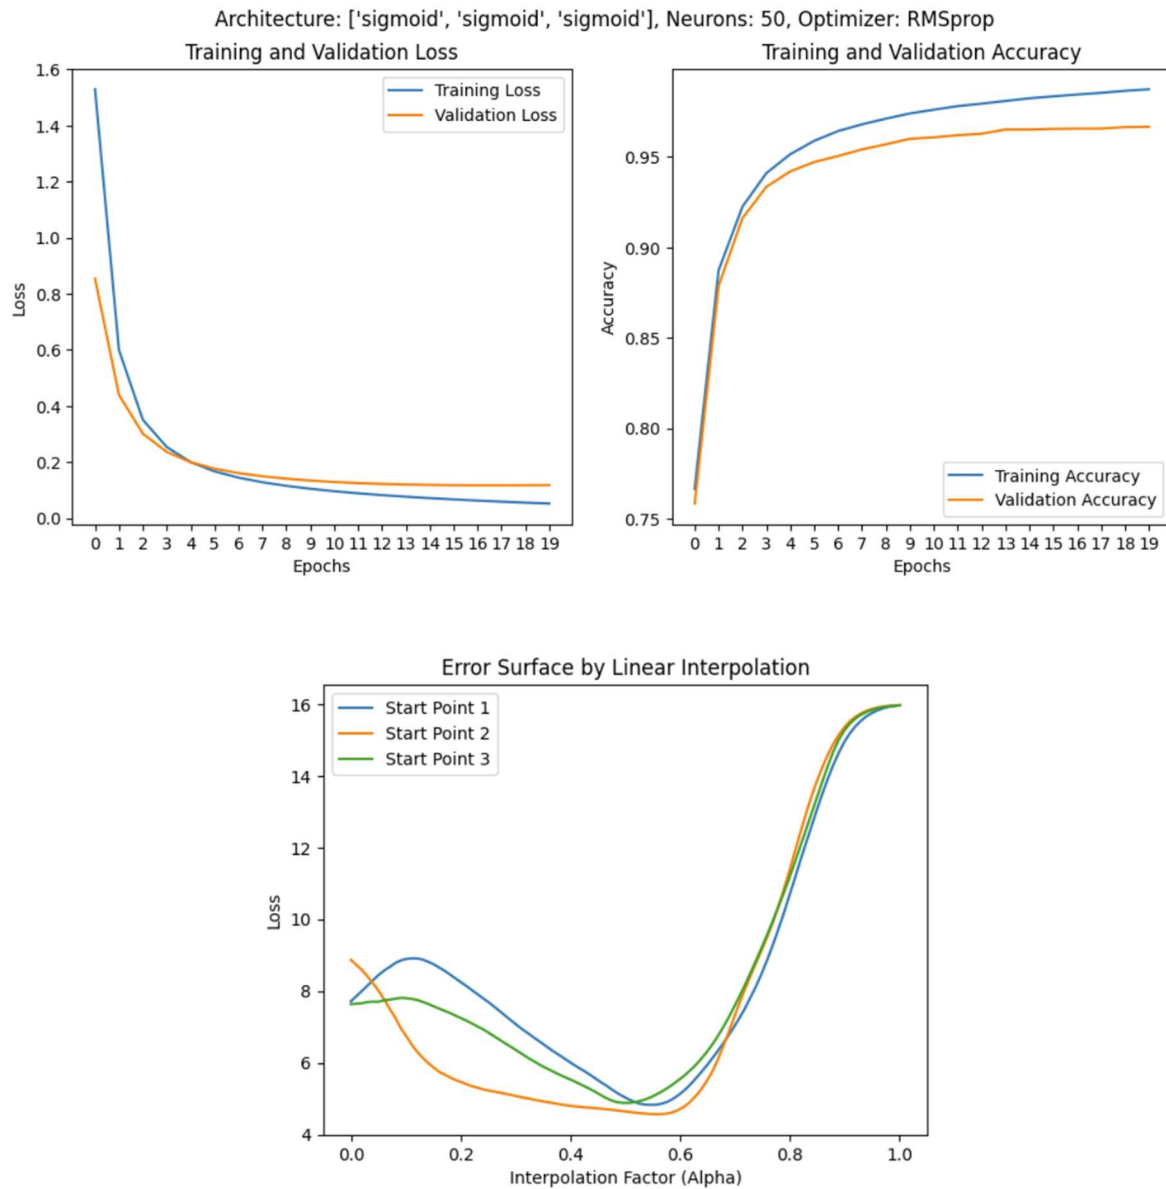 Architecture: ['sigmoid', 'sigmoid', 'sigmoid'], Neurons: 50, Optimizer: RMSprop
Training and Validation Loss
1.6
1.4
1.2
1.0
0.8
0.6
0.4
0.2
0.0
Loss
Training Loss
Validation Loss
0 1 2 3 4 5 6 7 8 9 10 11 12 13 14 15 16 17 18 19
Epochs
Training and Validation Accuracy
0.95
0.90
0.85
0.80
0.75
Accuracy
Training Accuracy
Validation Accuracy
0 1 2 3 4 5 6 7 8 9 10 11 12 13 14 15 16 17 18 19
Epochs
Error Surface by Linear Interpolation
16
14
12
10
8
6
4
Loss
Start Point 1
Start Point 2
Start Point 3
0.0 0.2 0.4 0.6 0.8 1.0
Interpolation Factor (Alpha)